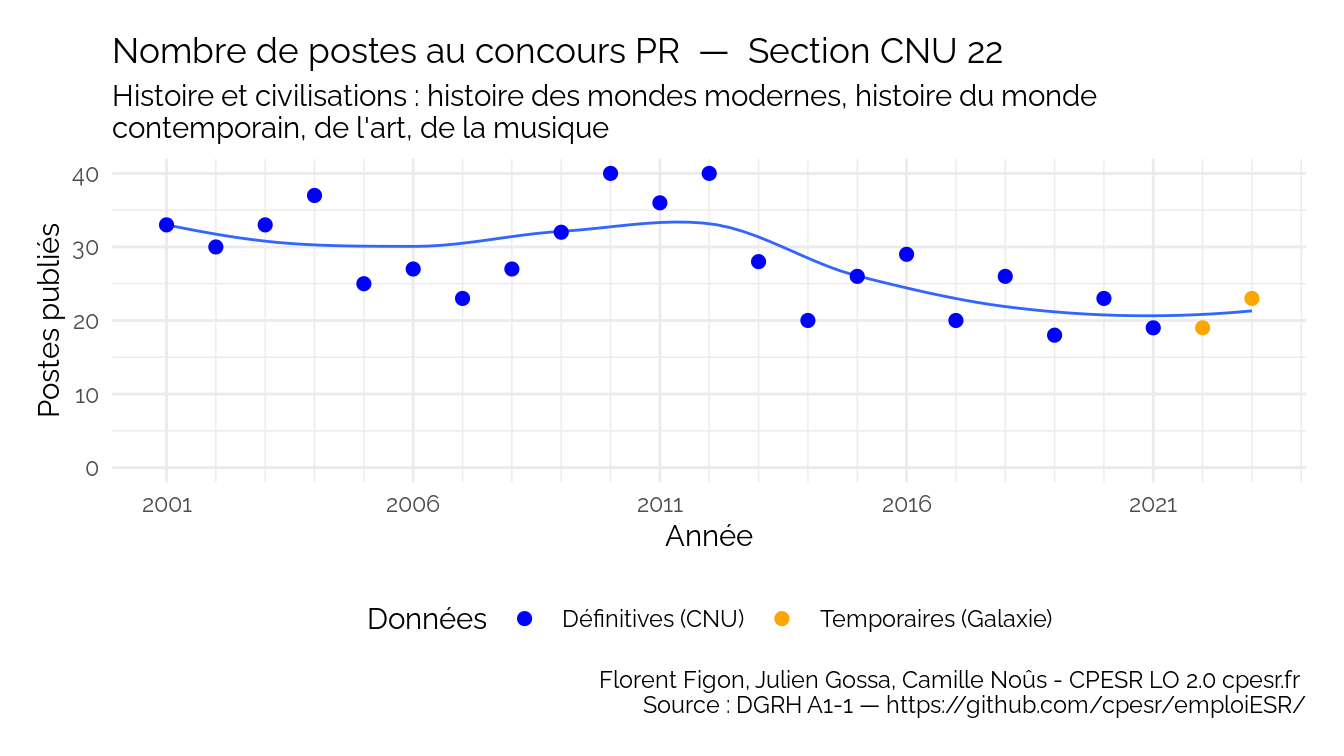 Nombre de postes au concours PR — Section CNU 22
Histoire et civilisations : histoire des mondes modernes, histoire du monde
contemporain, de l'art, de la musique
Postes publiés
40
30
20
10
0
2001 2006 2011 2016 2021
Année
Données Définitives (CNU) Temporaires (Galaxie)
Florent Figon, Julien Gossa, Camille Noûs - CPESR LO 2.0 cpesr.fr
Source : DGRH A1-1 — https://github.com/cpesr/emploiESR/